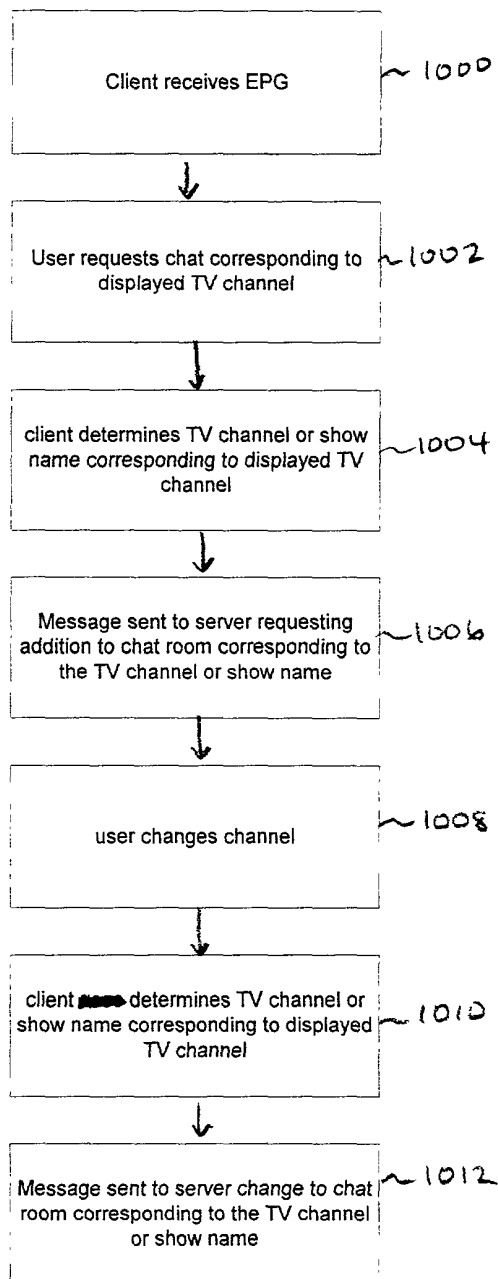 Client receives EPG
1000
User requests chat corresponding to
displayed TV channel
1002
client determines TV channel or show
name corresponding to displayed TV
channel
1004
Message sent to server requesting
addition to chat room corresponding to
the TV channel or show name
1006
user changes channel
1008
client determines TV channel or
show name corresponding to displayed
TV channel
1010
Message sent to server change to chat
room corresponding to the TV channel
or show name
1012